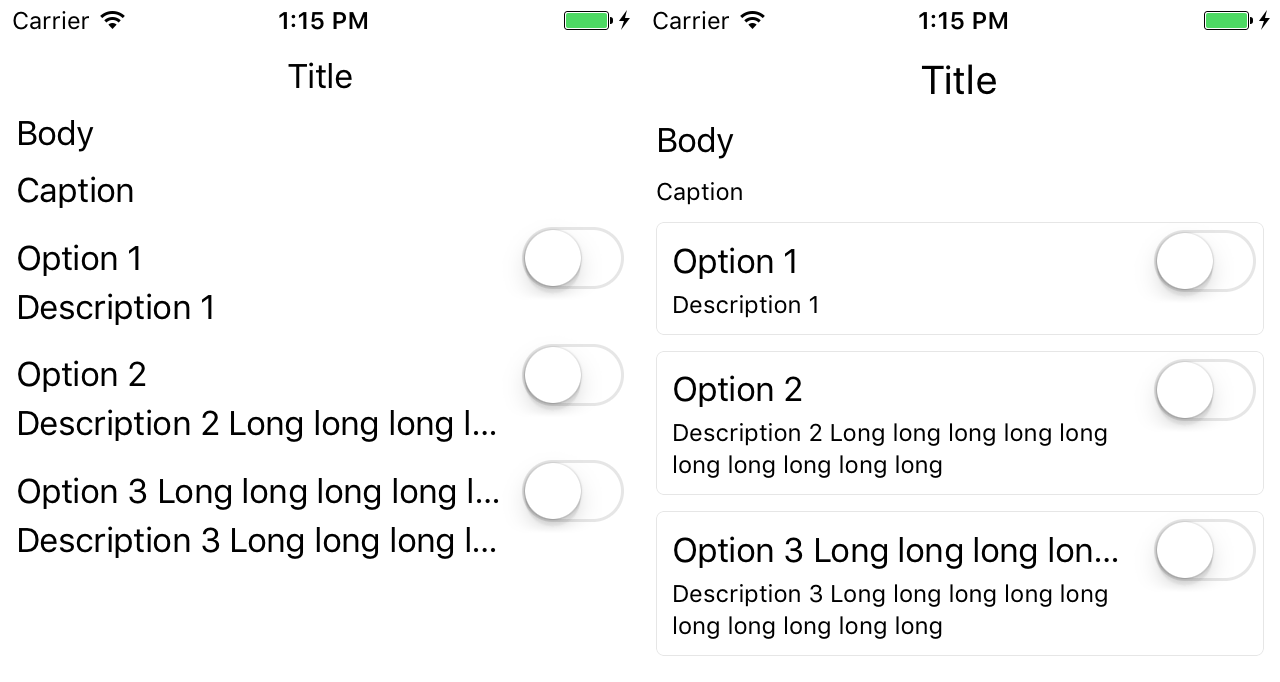 Carrier 1:15 PM
Title
Body
Caption
Option 1
Description 1
Option 2
Description 2 Long long long l...
Option 3 Long long long long l...
Description 3 Long long long l...
Carrier 1:15 PM
Title
Body
Caption
Option 1
Description 1
Option 2
Description 2 Long long long long long
long long long long long
Option 3 Long long long lon...
Description 3 Long long long long long
long long long long long